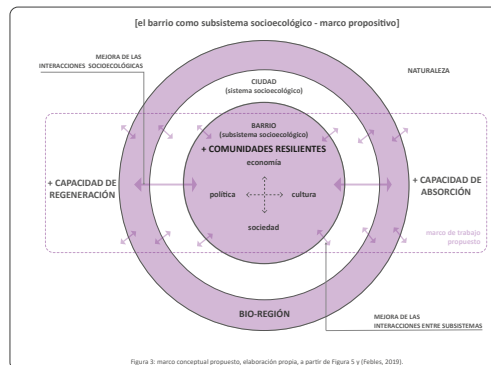 [el barrio como subsistema socioecológico - marco propositivo]
MEJORA DE LAS
INTERACCIONES SOCIOECOLÓGICAS
NATURALEZA
CIUDAD
(sistema socioecológico)
BARRIO
(subsistema socioecológico)
+ COMUNIDADES RESILIENTES
economía
política
cultura
sociedad
+ CAPACIDAD DE
REGENERACIÓN
+ CAPACIDAD DE
ABSORCIÓN
marco de trabajo
propuesto
BIO-REGIÓN
MEJORA DE LAS
INTERACCIONES ENTRE SUBSISTEMAS
Figura 3: marco conceptual propuesto, elaboración propia, a partir de Figura 5 y (Febles, 2019).